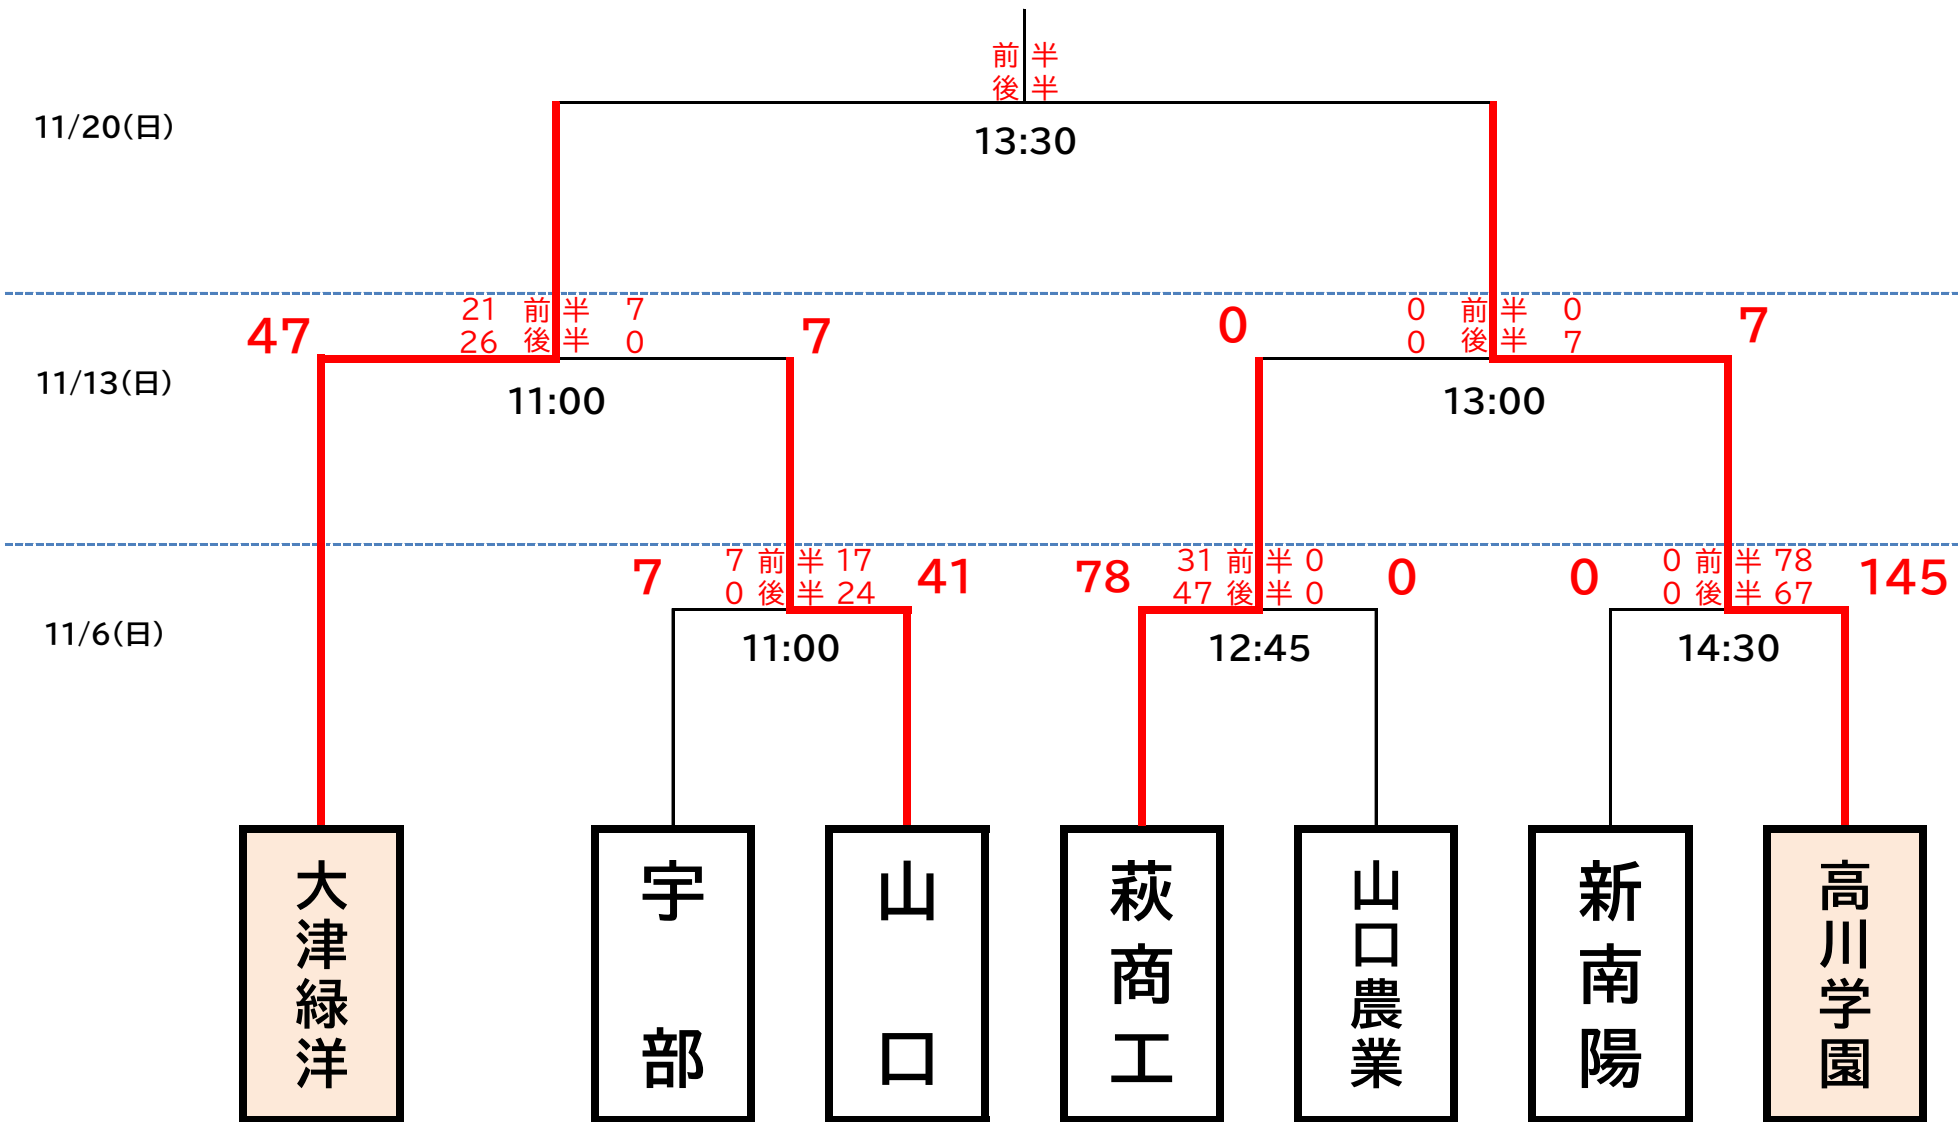 前 半
後 半
11/20(日)
13:30
21 前 半 7
26 後 半 0
47
7
0 前 半 0
0 後 半 7
0
7
11/13(日)
11:00
13:00
7 前 半 17
0 後 半 24
7
41
31 前 半 0
47 後 半 0
78
0
0 前 半 78
0 後 半 67
0
145
11/6(日)
11:00
12:45
14:30
大津緑洋
宇部
山口
萩商工
山口農業
新南陽
高川学園